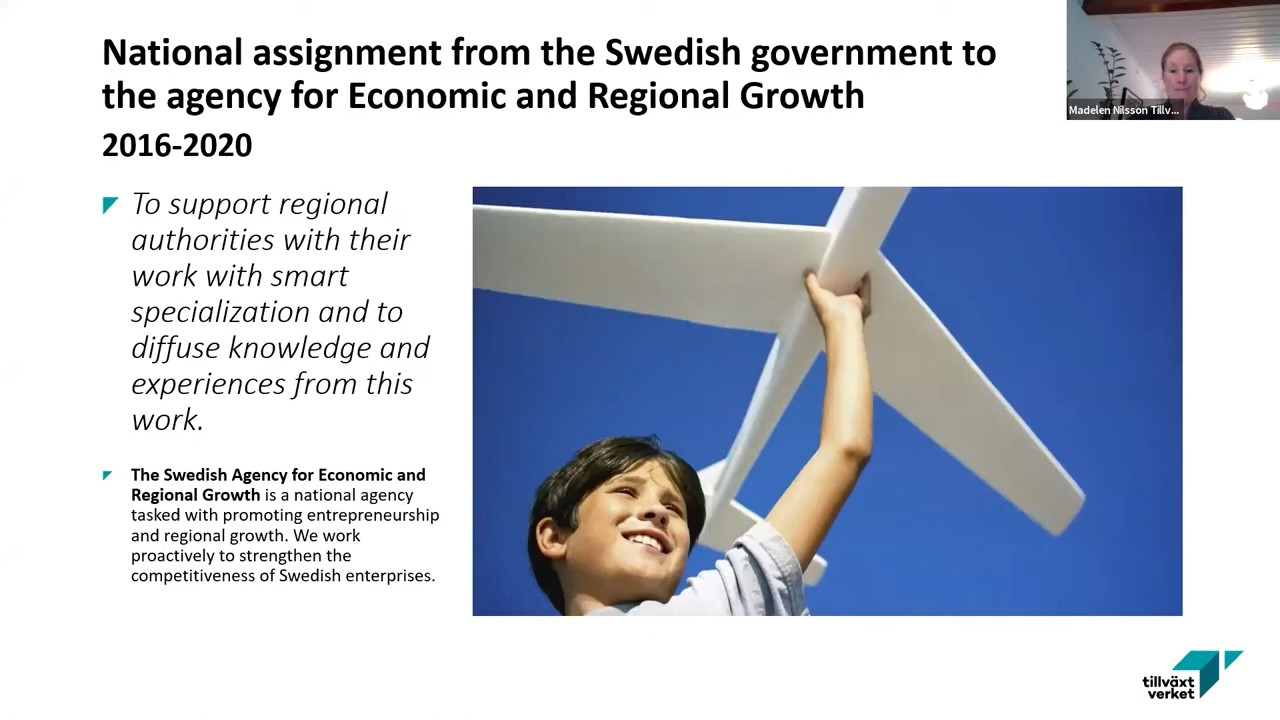 National assignment from the Swedish government to
the agency for Economic and Regional Growth
2016-2020
To support regional
authorities with their
work with smart
specialization and to
diffuse knowledge and
experiences from this
work.
The Swedish Agency for Economic and
Regional Growth is a national agency
tasked with promoting entrepreneurship
and regional growth. We work
proactively to strengthen the
competitiveness of Swedish enterprises.
Madelen Nilsson Tillv...
tillväxt
verket